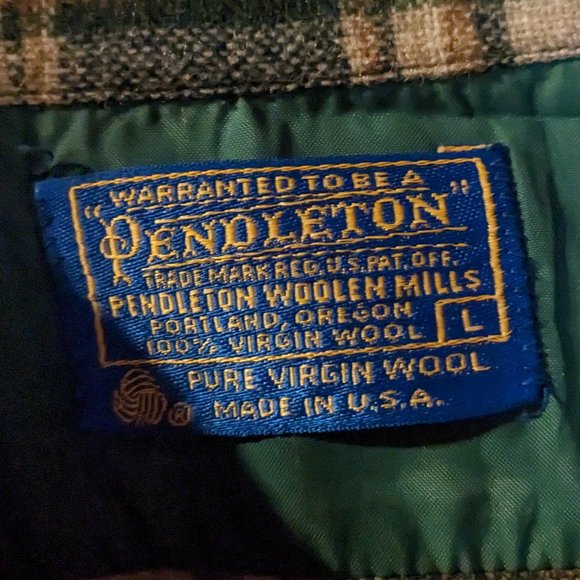 WARRANTED TO BE A
"PENDLETON"
TRADE MARK REG. U.S. PAT. OFF.
PENDLETON WOOLEN MILLS
PORTLAND, OREGON
100% VIRGIN WOOL
L
PURE VIRGIN WOOL
® MADE IN U.S.A.